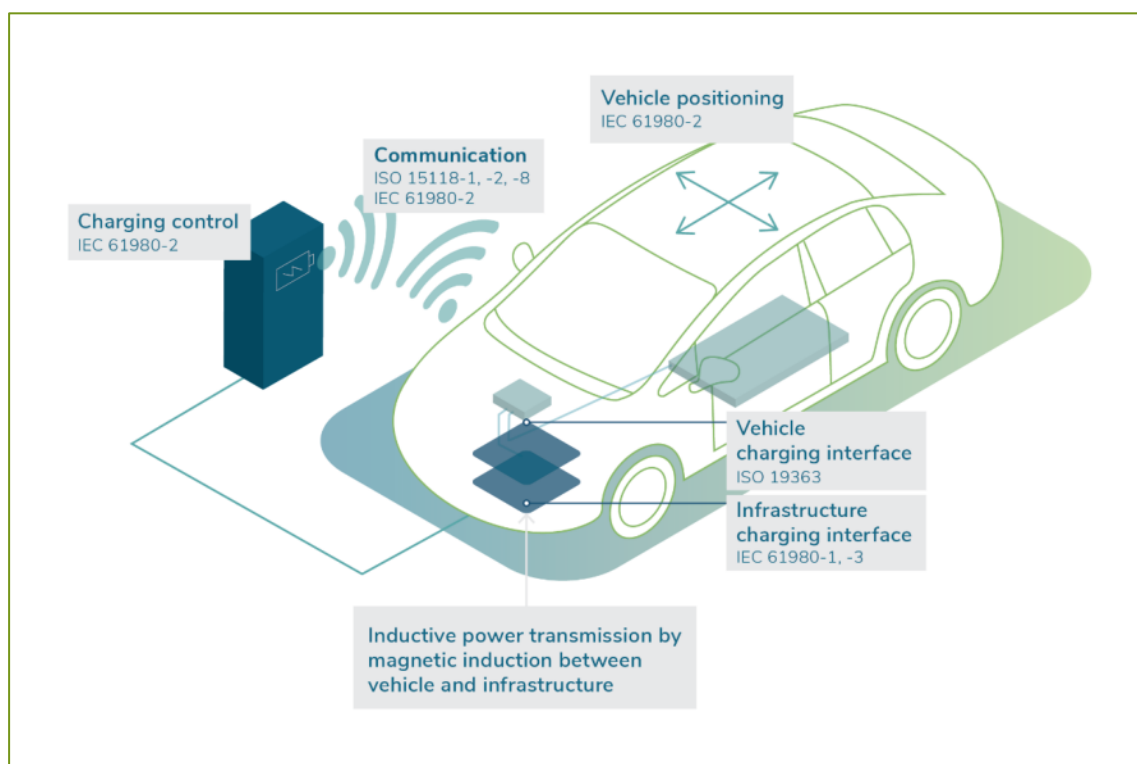 Vehicle positioning
IEC 61980-2
Communication
ISO 15118-1, -2, -8
IEC 61980-2
Charging control
IEC 61980-2
Vehicle
charging interface
ISO 19363
Infrastructure
charging interface
IEC 61980-1, -3
Inductive power transmission by
magnetic induction between
vehicle and infrastructure